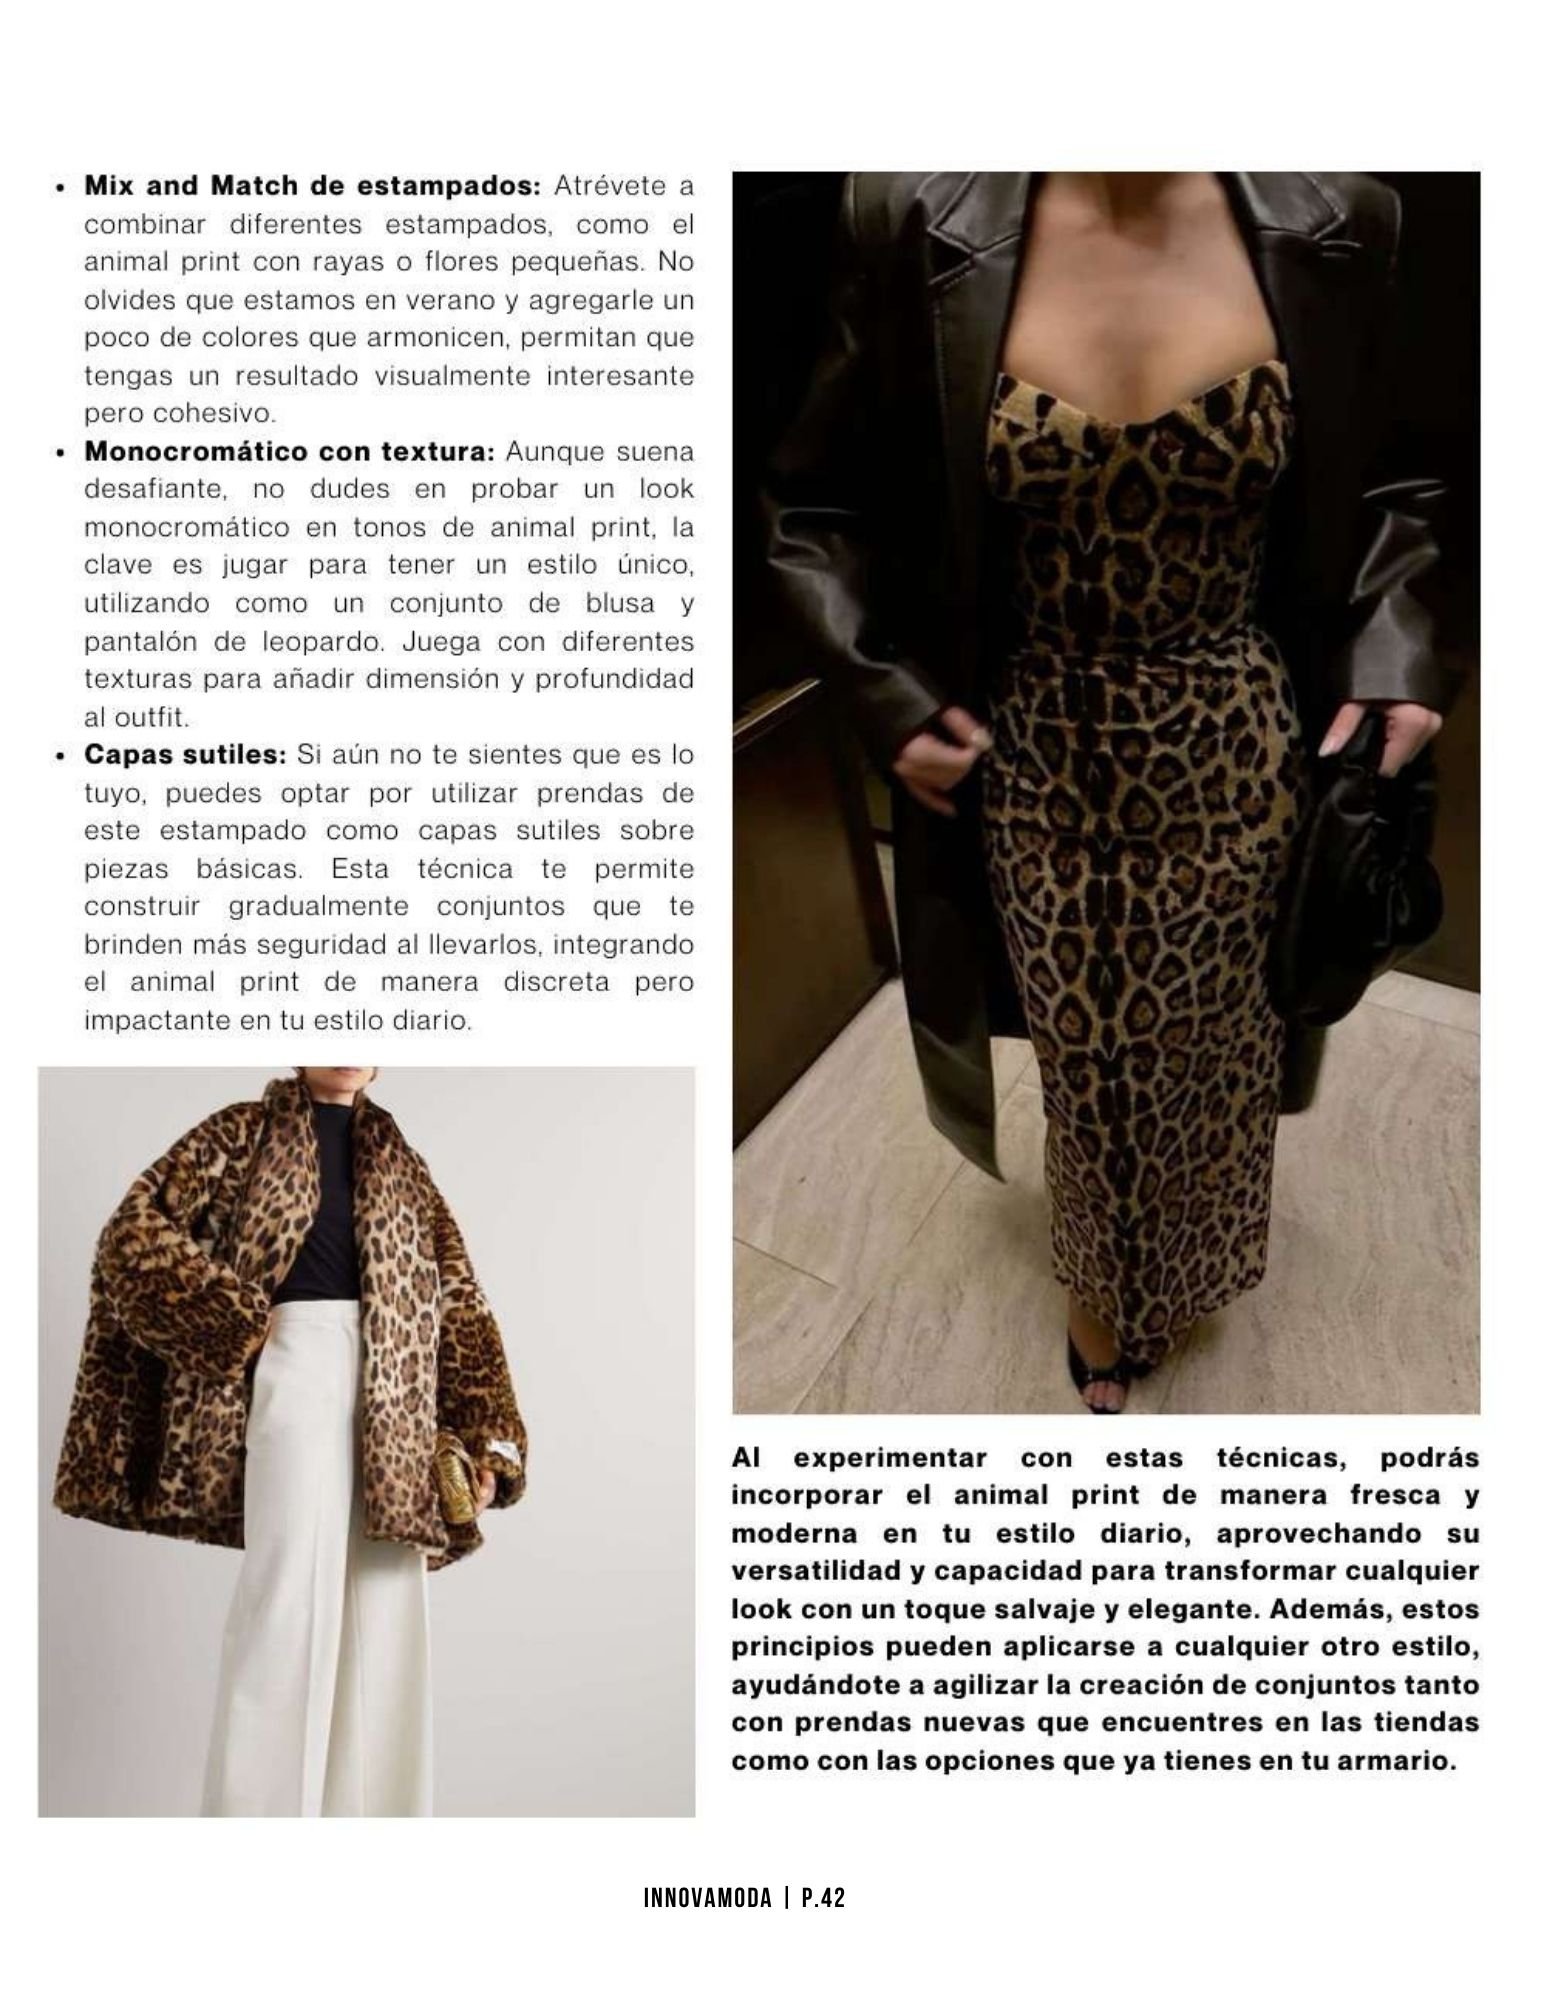 • Mix and Match de estampados: Atrévete a
combinar diferentes estampados, como el
animal print con rayas o flores pequeñas. No
olvides que estamos en verano y agregarle un
poco de colores que armonicen, permitan que
tengas un resultado visualmente interesante
pero cohesivo.
• Monocromático con textura: Aunque suena
desafiante, no dudes en probar un look
monocromático en tonos de animal print, la
clave es jugar para tener un estilo único,
utilizando como un conjunto de blusa y
pantalón de leopardo. Juega con diferentes
texturas para añadir dimensión y profundidad
al outfit.
• Capas sutiles: Si aún no te sientes que es lo
tuyo, puedes optar por utilizar prendas de
este estampado como capas sutiles sobre
piezas básicas. Esta técnica te permite
construir gradualmente conjuntos que te
brinden más seguridad al llevarlos, integrando
el animal print de manera discreta pero
impactante en tu estilo diario.
Al experimentar con estas técnicas, podrás
incorporar el animal print de manera fresca y
moderna en tu estilo diario, aprovechando su
versatilidad y capacidad para transformar cualquier
look con un toque salvaje y elegante. Además, estos
principios pueden aplicarse a cualquier otro estilo,
ayudándote a agilizar la creación de conjuntos tanto
con prendas nuevas que encuentres en las tiendas
como con las opciones que ya tienes en tu armario.
INNOVAMODA | P.42